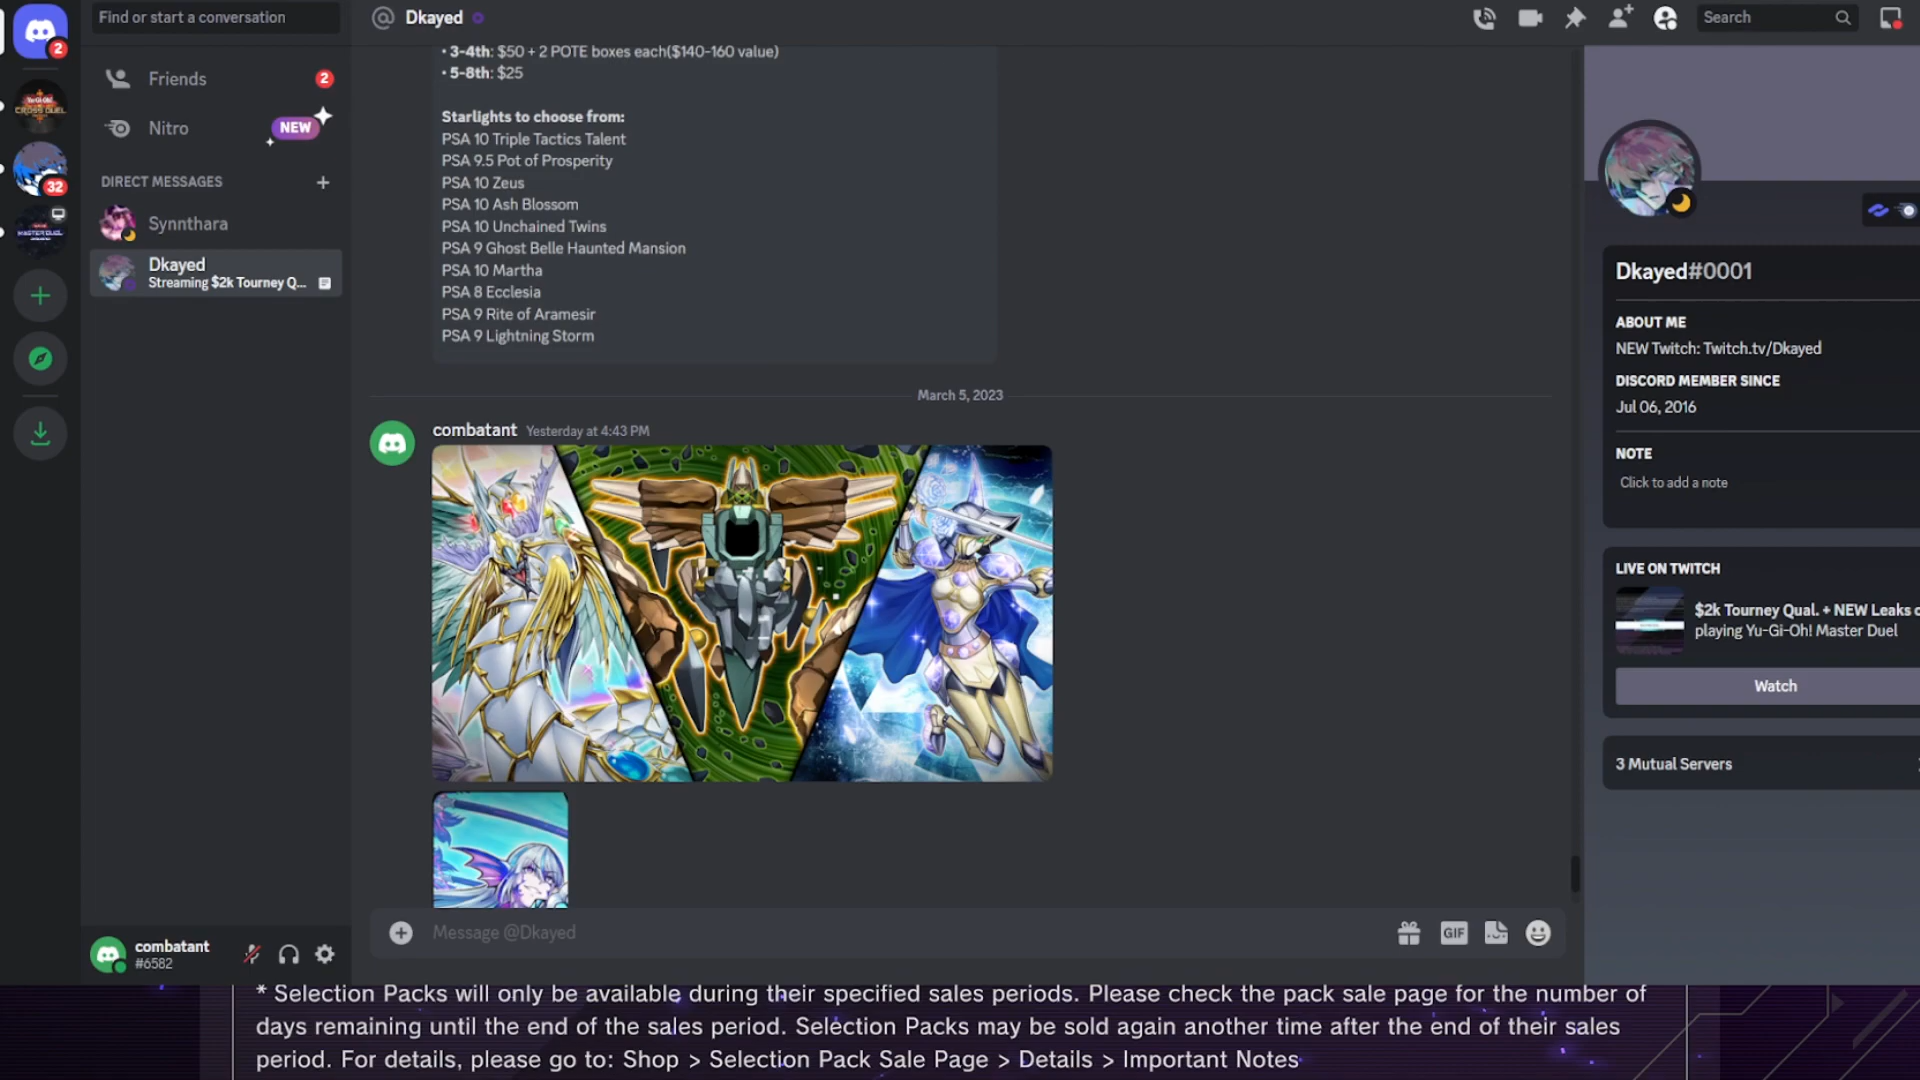 Find or start a conversation
2
Friends
2
Nitro
NEW
DIRECT MESSAGES
Synnthara
Dkayed
Streaming $2k Tourney Q...
Yu-Gi-Oh!
CROSS DUEL
32
MASTER DUEL
combatant
#6582
Dkayed
• 3-4th: $50 + 2 POTE boxes each($140-160 value)
• 5-8th: $25
Starlights to choose from:
PSA 10 Triple Tactics Talent
PSA 9.5 Pot of Prosperity
PSA 10 Zeus
PSA 10 Ash Blossom
PSA 10 Unchained Twins
PSA 9 Ghost Belle Haunted Mansion
PSA 10 Martha
PSA 8 Ecclesia
PSA 9 Rite of Aramesir
PSA 9 Lightning Storm
March 5, 2023
combatant Yesterday at 4:43 PM
Message @Dkayed
GIF
Search
Dkayed#0001
ABOUT ME
NEW Twitch: Twitch.tv/Dkayed
DISCORD MEMBER SINCE
Jul 06, 2016
NOTE
Click to add a note
LIVE ON TWITCH
$2k Tourney Qual. + NEW Leaks
playing Yu-Gi-Oh! Master Duel
Watch
3 Mutual Servers
* Selection Packs will only be available during their specified sales periods. Please check the pack sale page for the number of
days remaining until the end of the sales period. Selection Packs may be sold again another time after the end of their sales
period. For details, please go to: Shop > Selection Pack Sale Page > Details > Important Notes